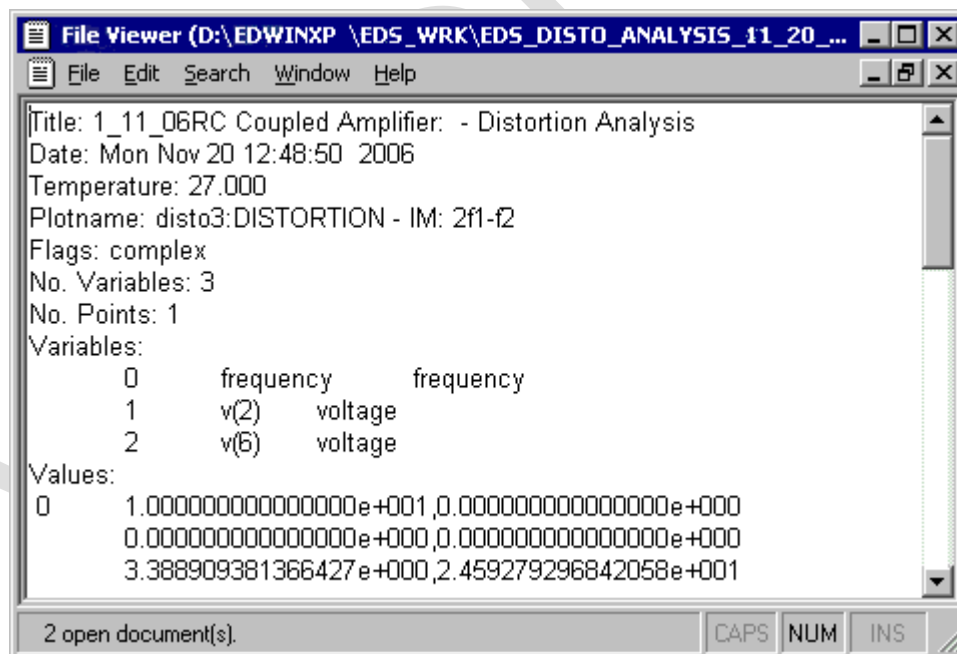 File Viewer (D:\EDWINXP \EDS_WRK\EDS_DISTO_ANALYSIS_11_20_...
File Edit Search Window Help
Title: 1_11_06RC Coupled Amplifier: - Distortion Analysis
Date: Mon Nov 20 12:48:50 2006
Temperature: 27.000
Plotname: disto3:DISTORTION - IM: 2f1-f2
Flags: complex
No. Variables: 3
No. Points: 1
Variables:
0 frequency frequency
1 v(2) voltage
2 v(6) voltage
Values:
0 1.000000000000000e+001,0.000000000000000e+000
0.000000000000000e+000,0.000000000000000e+000
3.388909381366427e+000,2.459279296842058e+001
2 open document(s). CAPS NUM INS